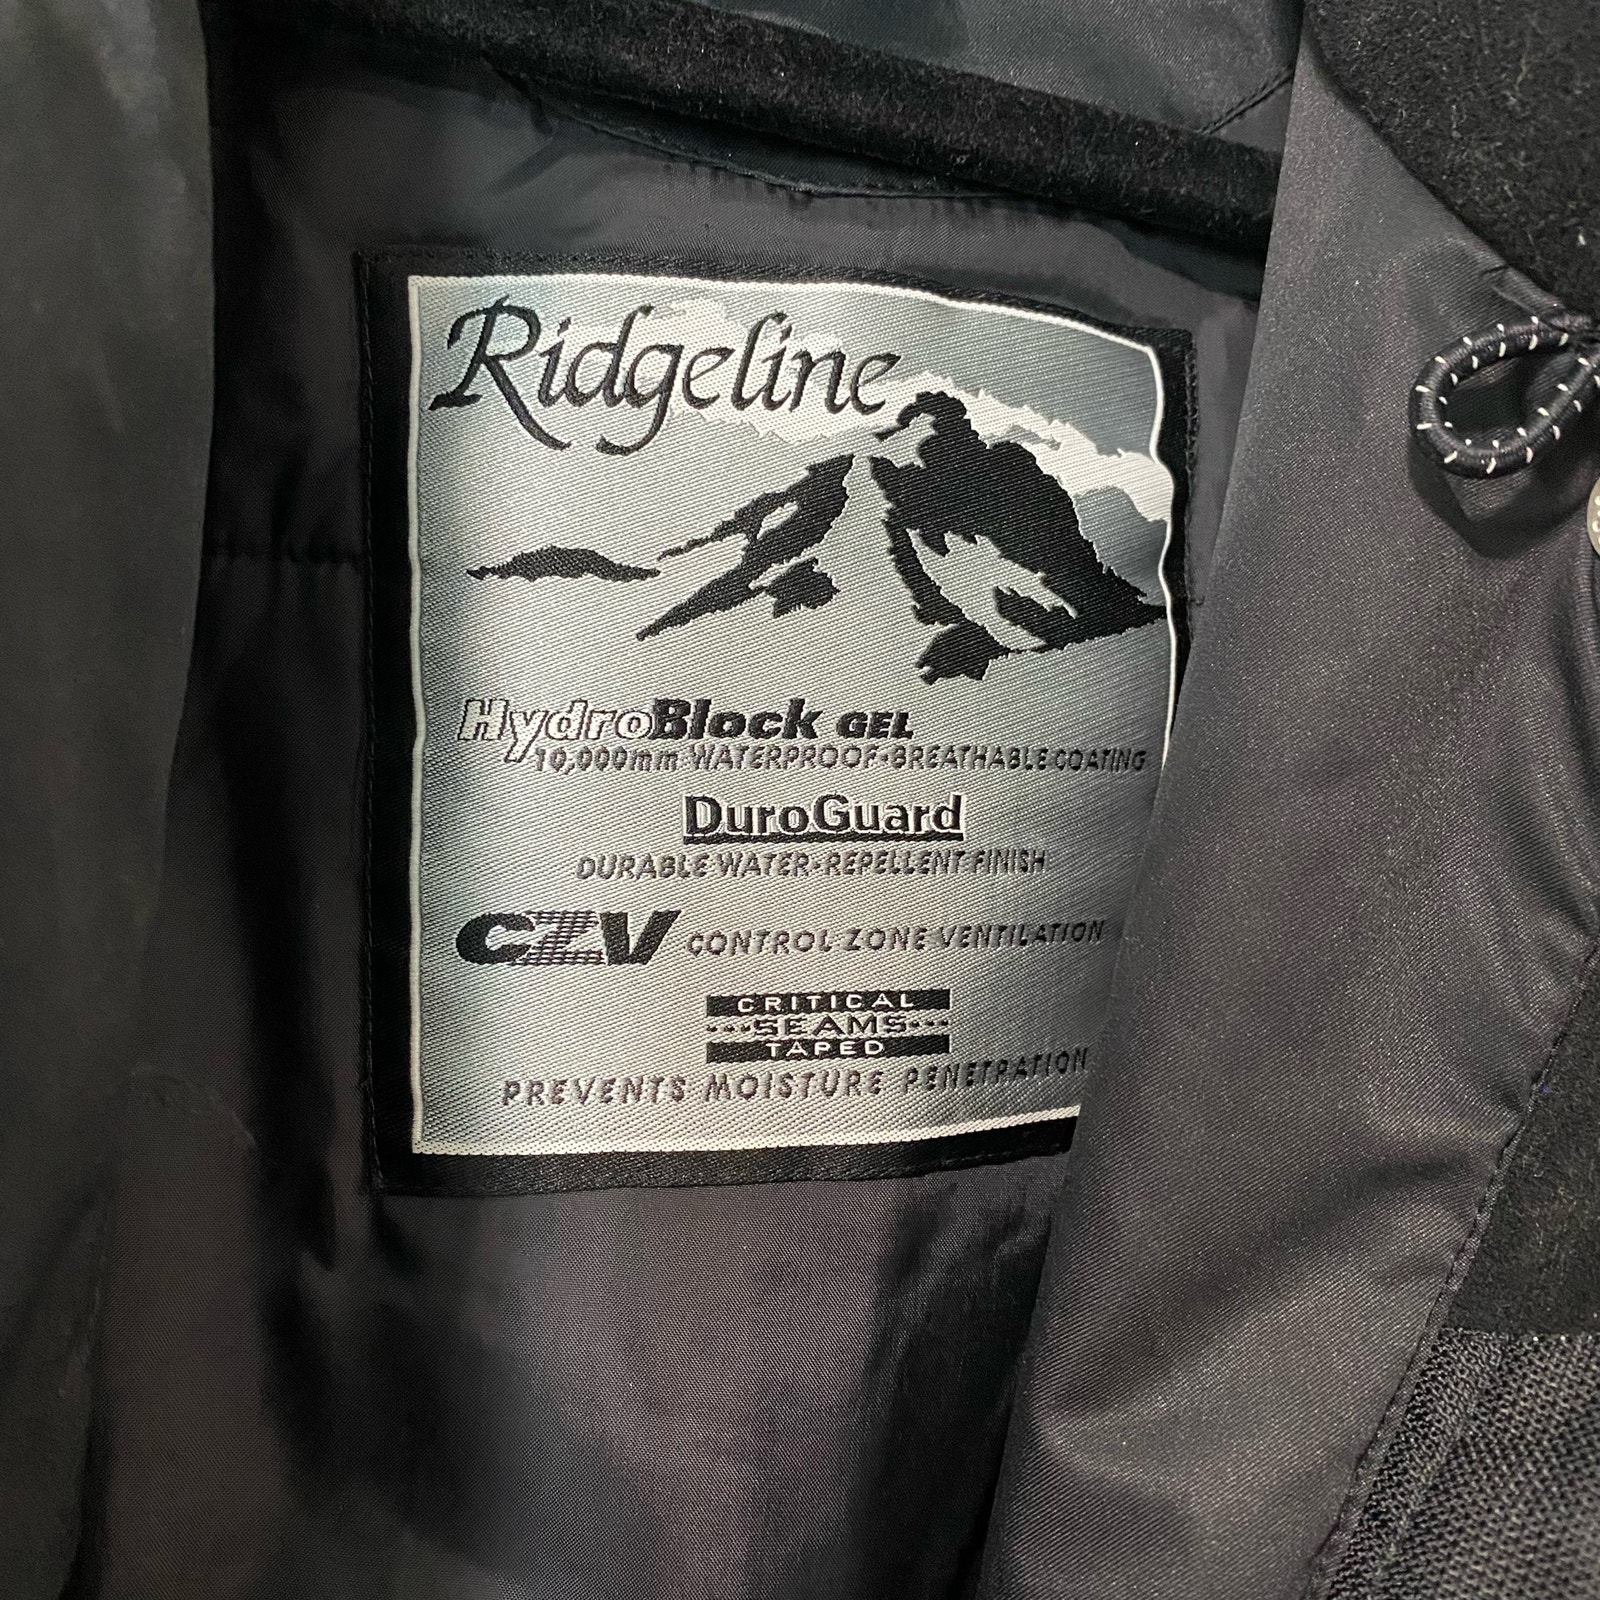 Ridgeline
HydroBlock GEL
10,000mm WATERPROOF•BREATHABLE COATING
DuroGuard
DURABLE WATER-REPELLENT FINISH
CZV CONTROL ZONE VENTILATION
CRITICAL
SEAMS
TAPED
PREVENTS MOISTURE PENETRATION